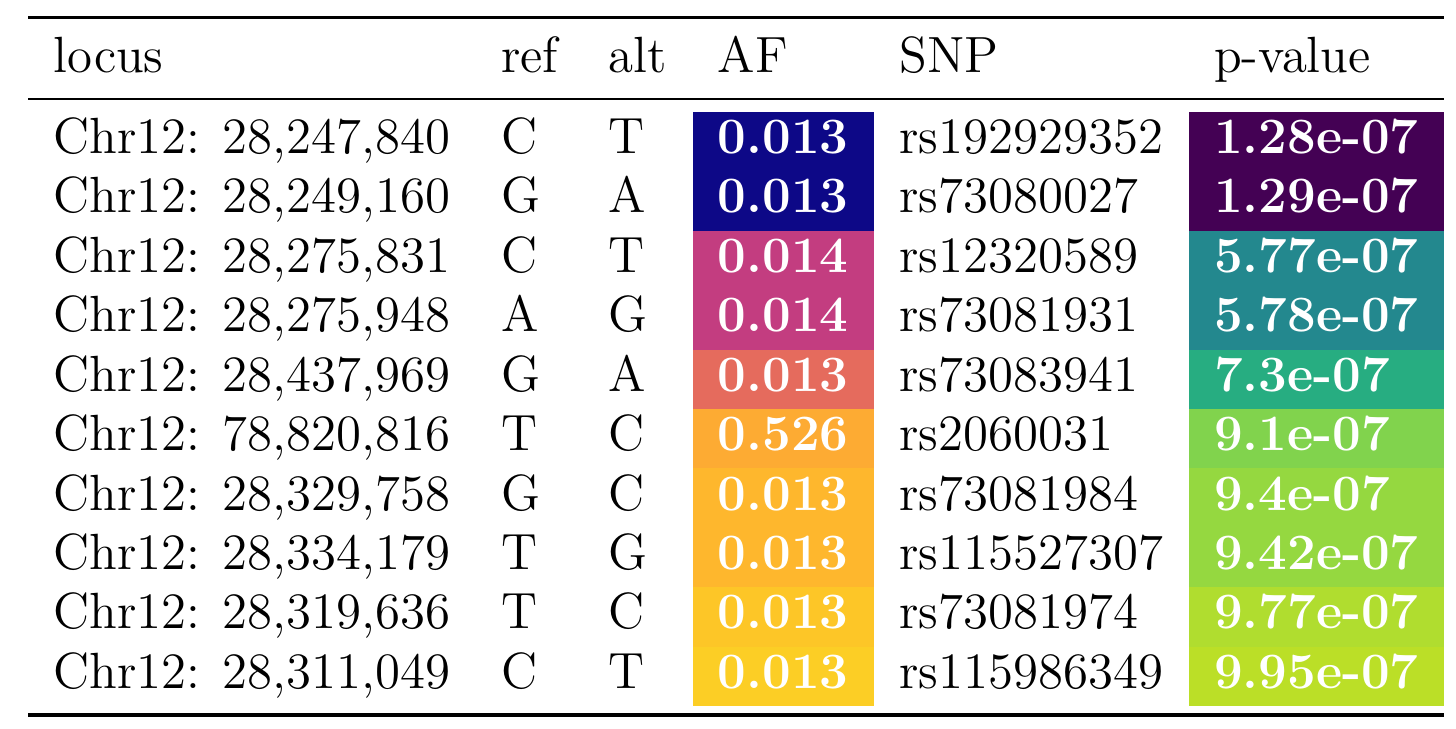 locus ref alt AF SNP p-value
Chr12: 28,247,840 C T 0.013 rs192929352 1.28e-07
Chr12: 28,249,160 G A 0.013 rs73080027 1.29e-07
Chr12: 28,275,831 C T 0.014 rs12320589 5.77e-07
Chr12: 28,275,948 A G 0.014 rs73081931 5.78e-07
Chr12: 28,437,969 G A 0.013 rs73083941 7.3e-07
Chr12: 78,820,816 T C 0.526 rs2060031 9.1e-07
Chr12: 28,329,758 G C 0.013 rs73081984 9.4e-07
Chr12: 28,334,179 T G 0.013 rs115527307 9.42e-07
Chr12: 28,319,636 T C 0.013 rs73081974 9.77e-07
Chr12: 28,311,049 C T 0.013 rs115986349 9.95e-07